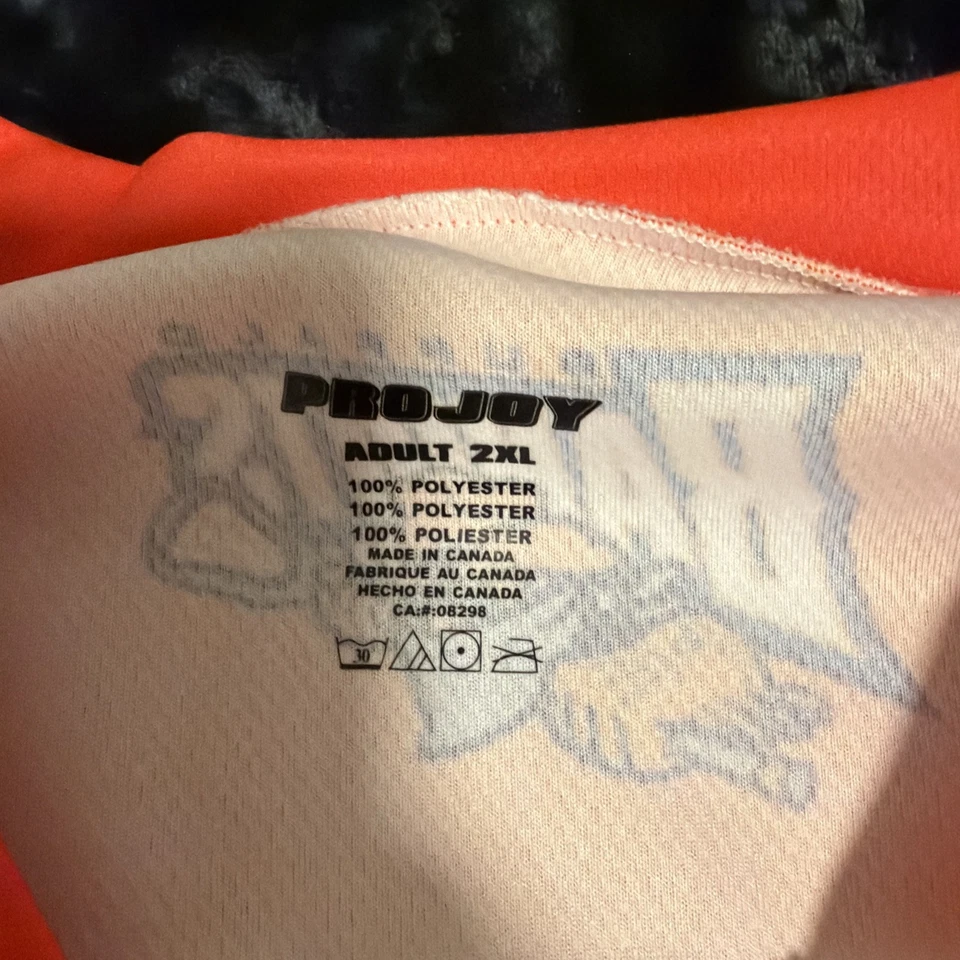 PROJOY
ADULT 2XL
100% POLYESTER
100% POLYESTER
100% POLIESTER
MADE IN CANADA
FABRIQUE AU CANADA
HECHO EN CANADA
CA:#:08298
30